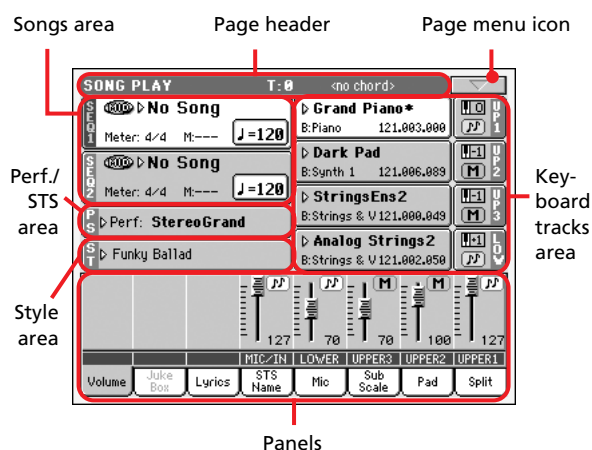 Songs area
Page header
Page menu icon
SONG PLAY T:0 <no chord>
SEQ1
No Song
Meter: 4/4 M:--- ♩=120
SEQ2
No Song
Meter: 4/4 M:--- ♩=120
Perf./
STS
area
PS
Perf: StereoGrand
Style
area
ST
Funky Ballad
Grand Piano*
B:Piano 121.003.000
0
UP1
Dark Pad
B:Synth 1 121.006.089
-1
M
UP2
StringsEns2
B:Strings & V 121.000.049
-1
M
UP3
Analog Strings2
B:Strings & V 121.002.050
+1
LOW
Key-
board
tracks
area
M M
127 70 70 100 127
MIC/IN LOWER UPPER3 UPPER2 UPPER1
Volume Juke Box Lyrics STS Name Mic Sub Scale Pad Split
Panels